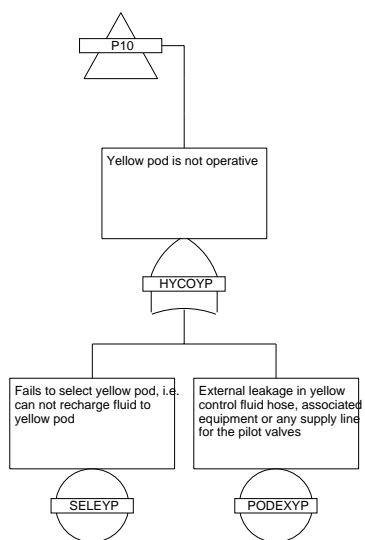 P10
Yellow pod is not operative
HYCOYP
Fails to select yellow pod, i.e.
can not recharge fluid to
yellow pod
External leakage in yellow
control fluid hose, associated
equipment or any supply line
for the pilot valves
SELEYP
PODEXYP